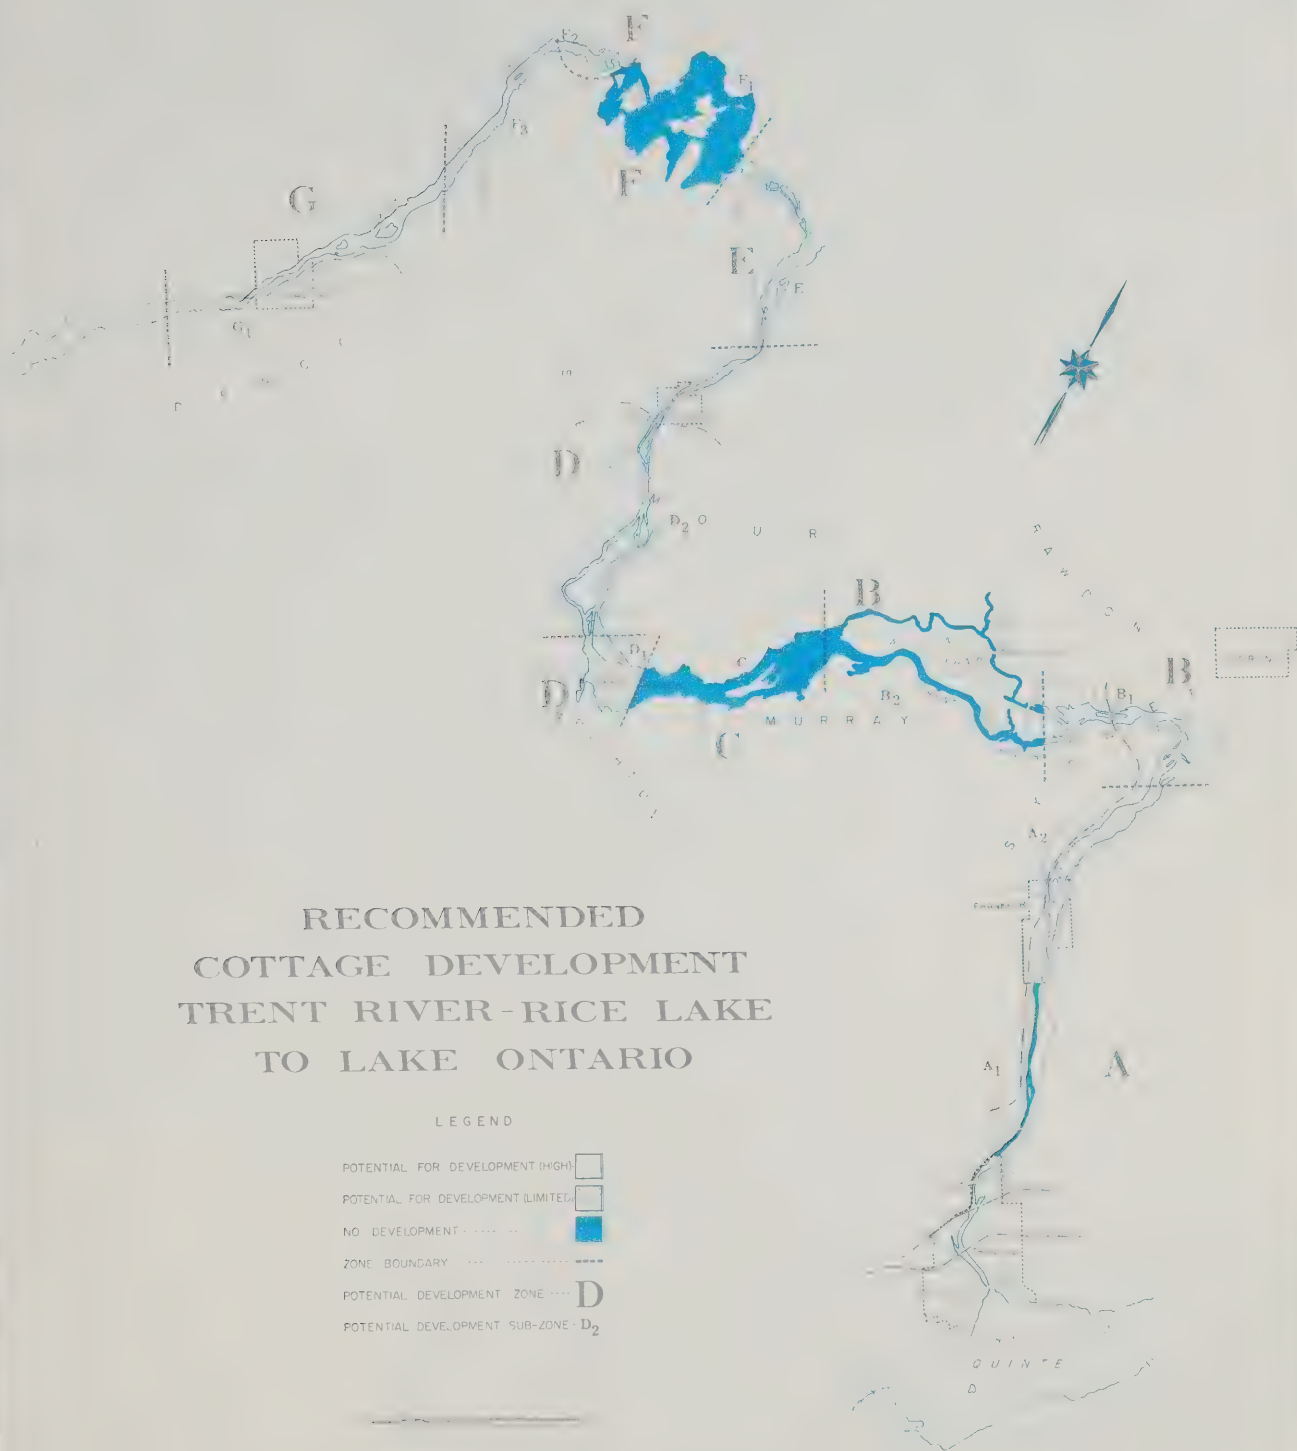 F
F2
F1
F3
F
G
E
E
G1
D
D2
O U R
B
D1
C
B
B1
B2
D
M U R R A Y
C
A2
RECOMMENDED
COTTAGE DEVELOPMENT
TRENT RIVER-RICE LAKE
TO LAKE ONTARIO
A1
A
LEGEND
POTENTIAL FOR DEVELOPMENT (HIGH)
POTENTIAL FOR DEVELOPMENT (LIMITED)
NO DEVELOPMENT
ZONE BOUNDARY
POTENTIAL DEVELOPMENT ZONE D
POTENTIAL DEVELOPMENT SUB-ZONE D2
QUINTE